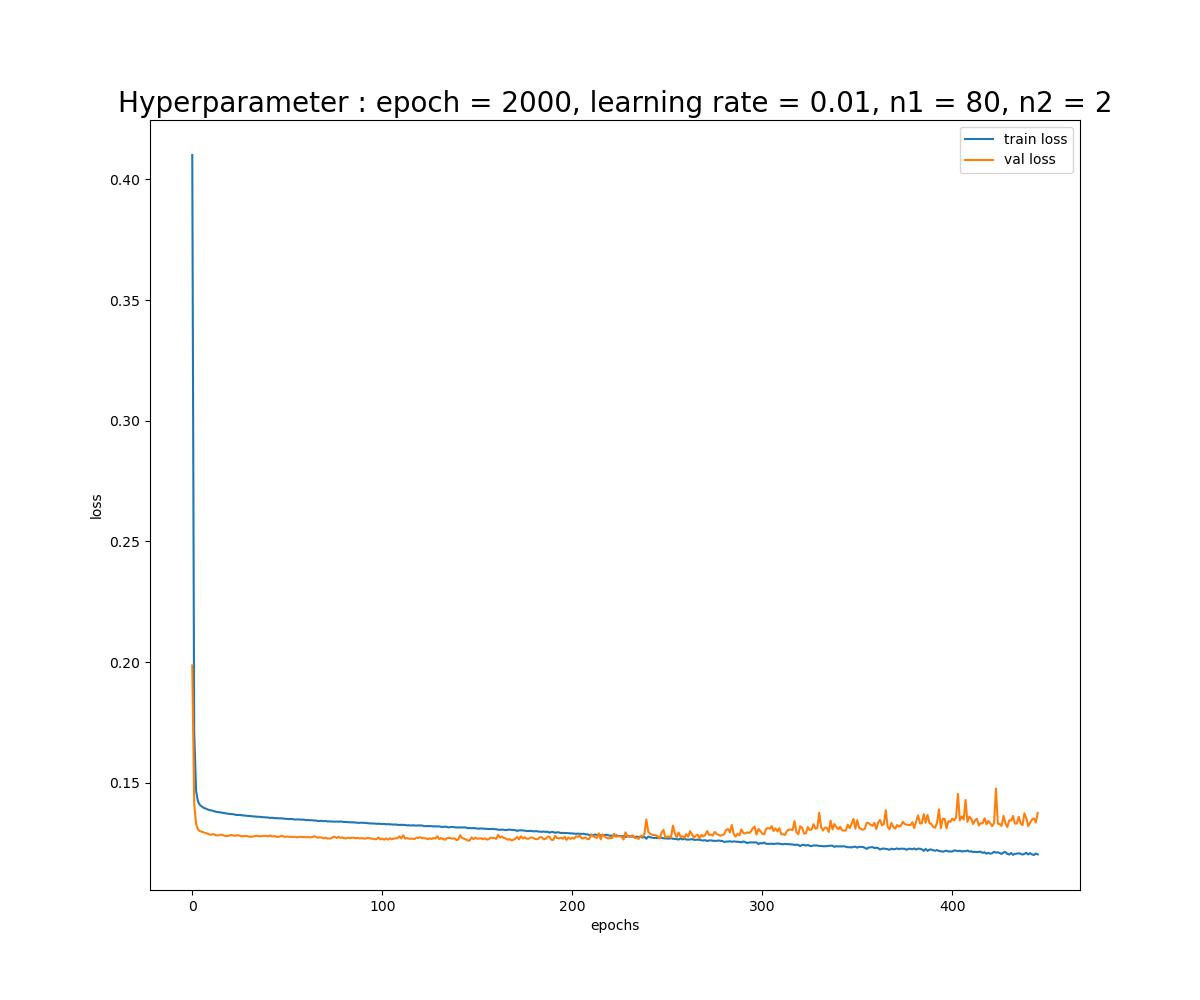 Hyperparameter : epoch = 2000, learning rate = 0.01, n1 = 80, n2 = 2
train loss
val loss
0.40
0.35
0.30
0.25
0.20
0.15
loss
0 100 200 300 400
epochs